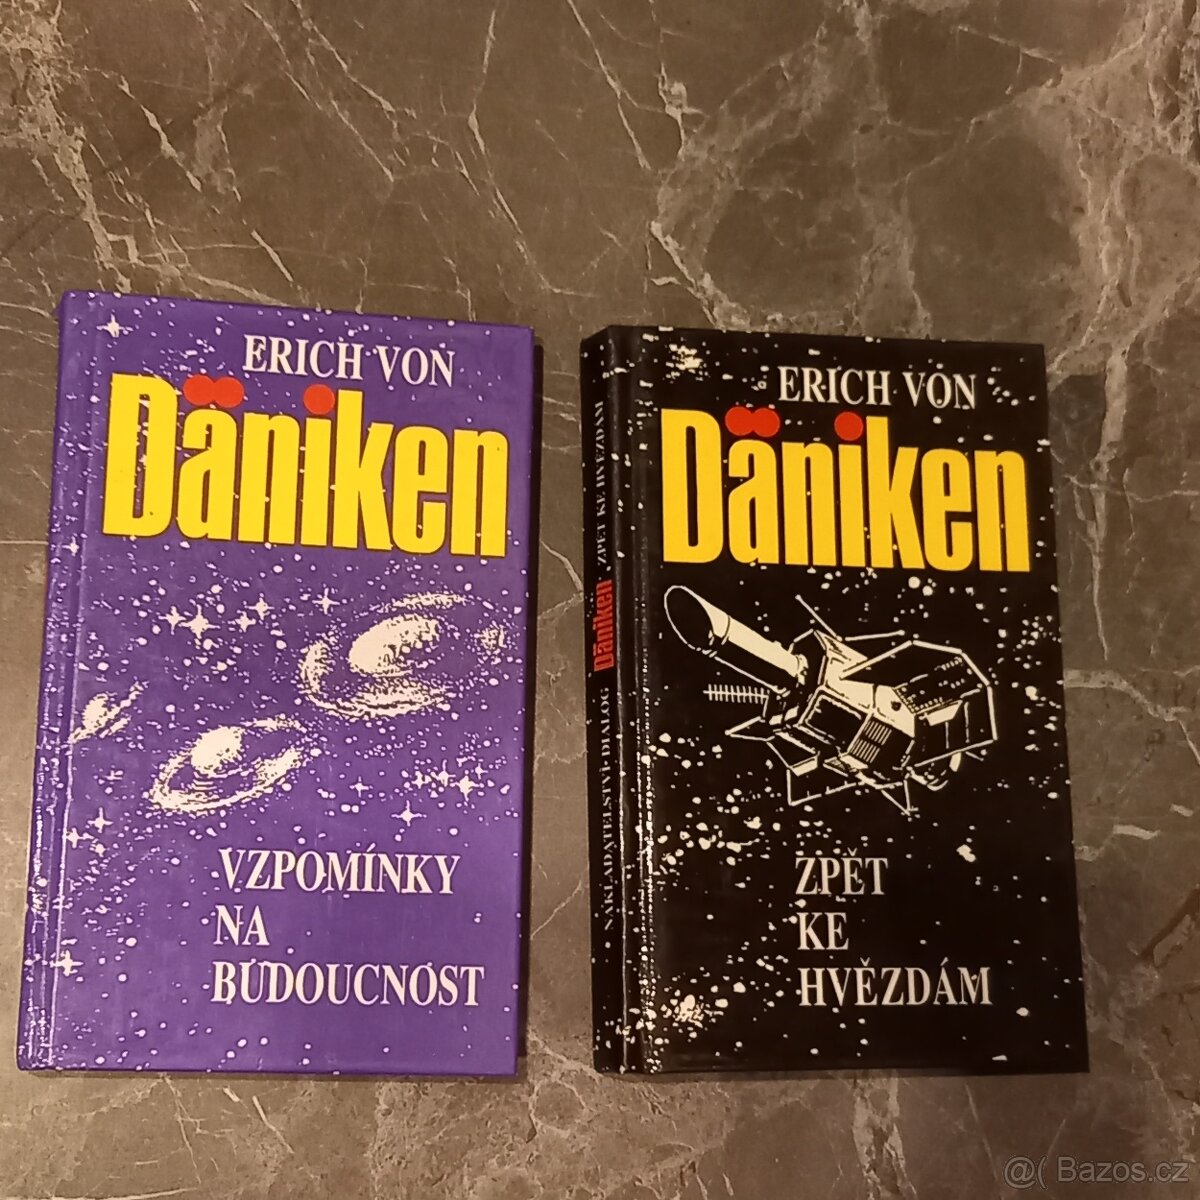 ERICH VON
Däniken
VZPOMÍNKY
NA
BUDOUCNOST
ERICH VON
Däniken
ZPĚT
KE
HVĚZDÁM
NAKLADATELSTVÍ DIALOG Däniken ZPĚT KE HVĚZDÁM
@( Bazos.cz